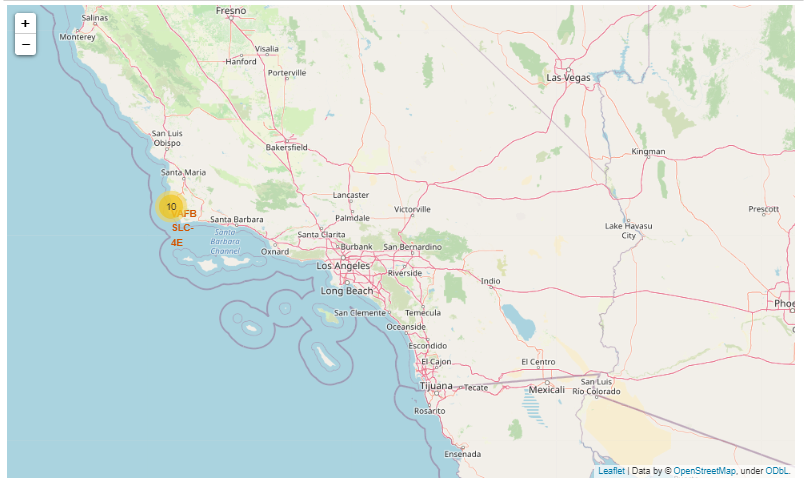 +
−
Fresno
Salinas
Monterey
Visalia
Hanford
Porterville
Las Vegas
San Luis
Obispo
Bakersfield
Kingman
Santa Maria
Lancaster
Prescott
10
AFB
SLC-
4E
Santa Barbara
Palmdale
Victorville
Lake Havasu
City
Santa
Barbara
Channel
Santa Clarita
Oxnard
Burbank
San Bernardino
Los Angeles
Riverside
Indio
Long Beach
Phoe
San Clemente
Temecula
Oceanside
Escondido
El Cajon
El Centro
Tijuana
Tecate
Mexicali
San Luis
Río Colorado
Rosarito
Ensenada
Leaflet | Data by © OpenStreetMap, under ODbL.